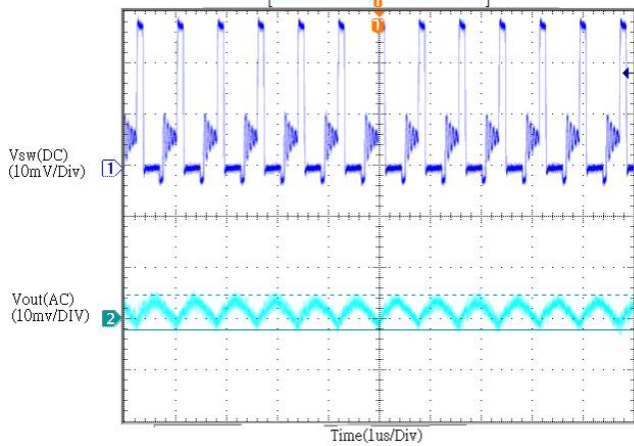 T
Vsw(DC)
(10mV/Div)
1
Vout(AC)
(10mv/DIV)
2
Time(1us/Div)